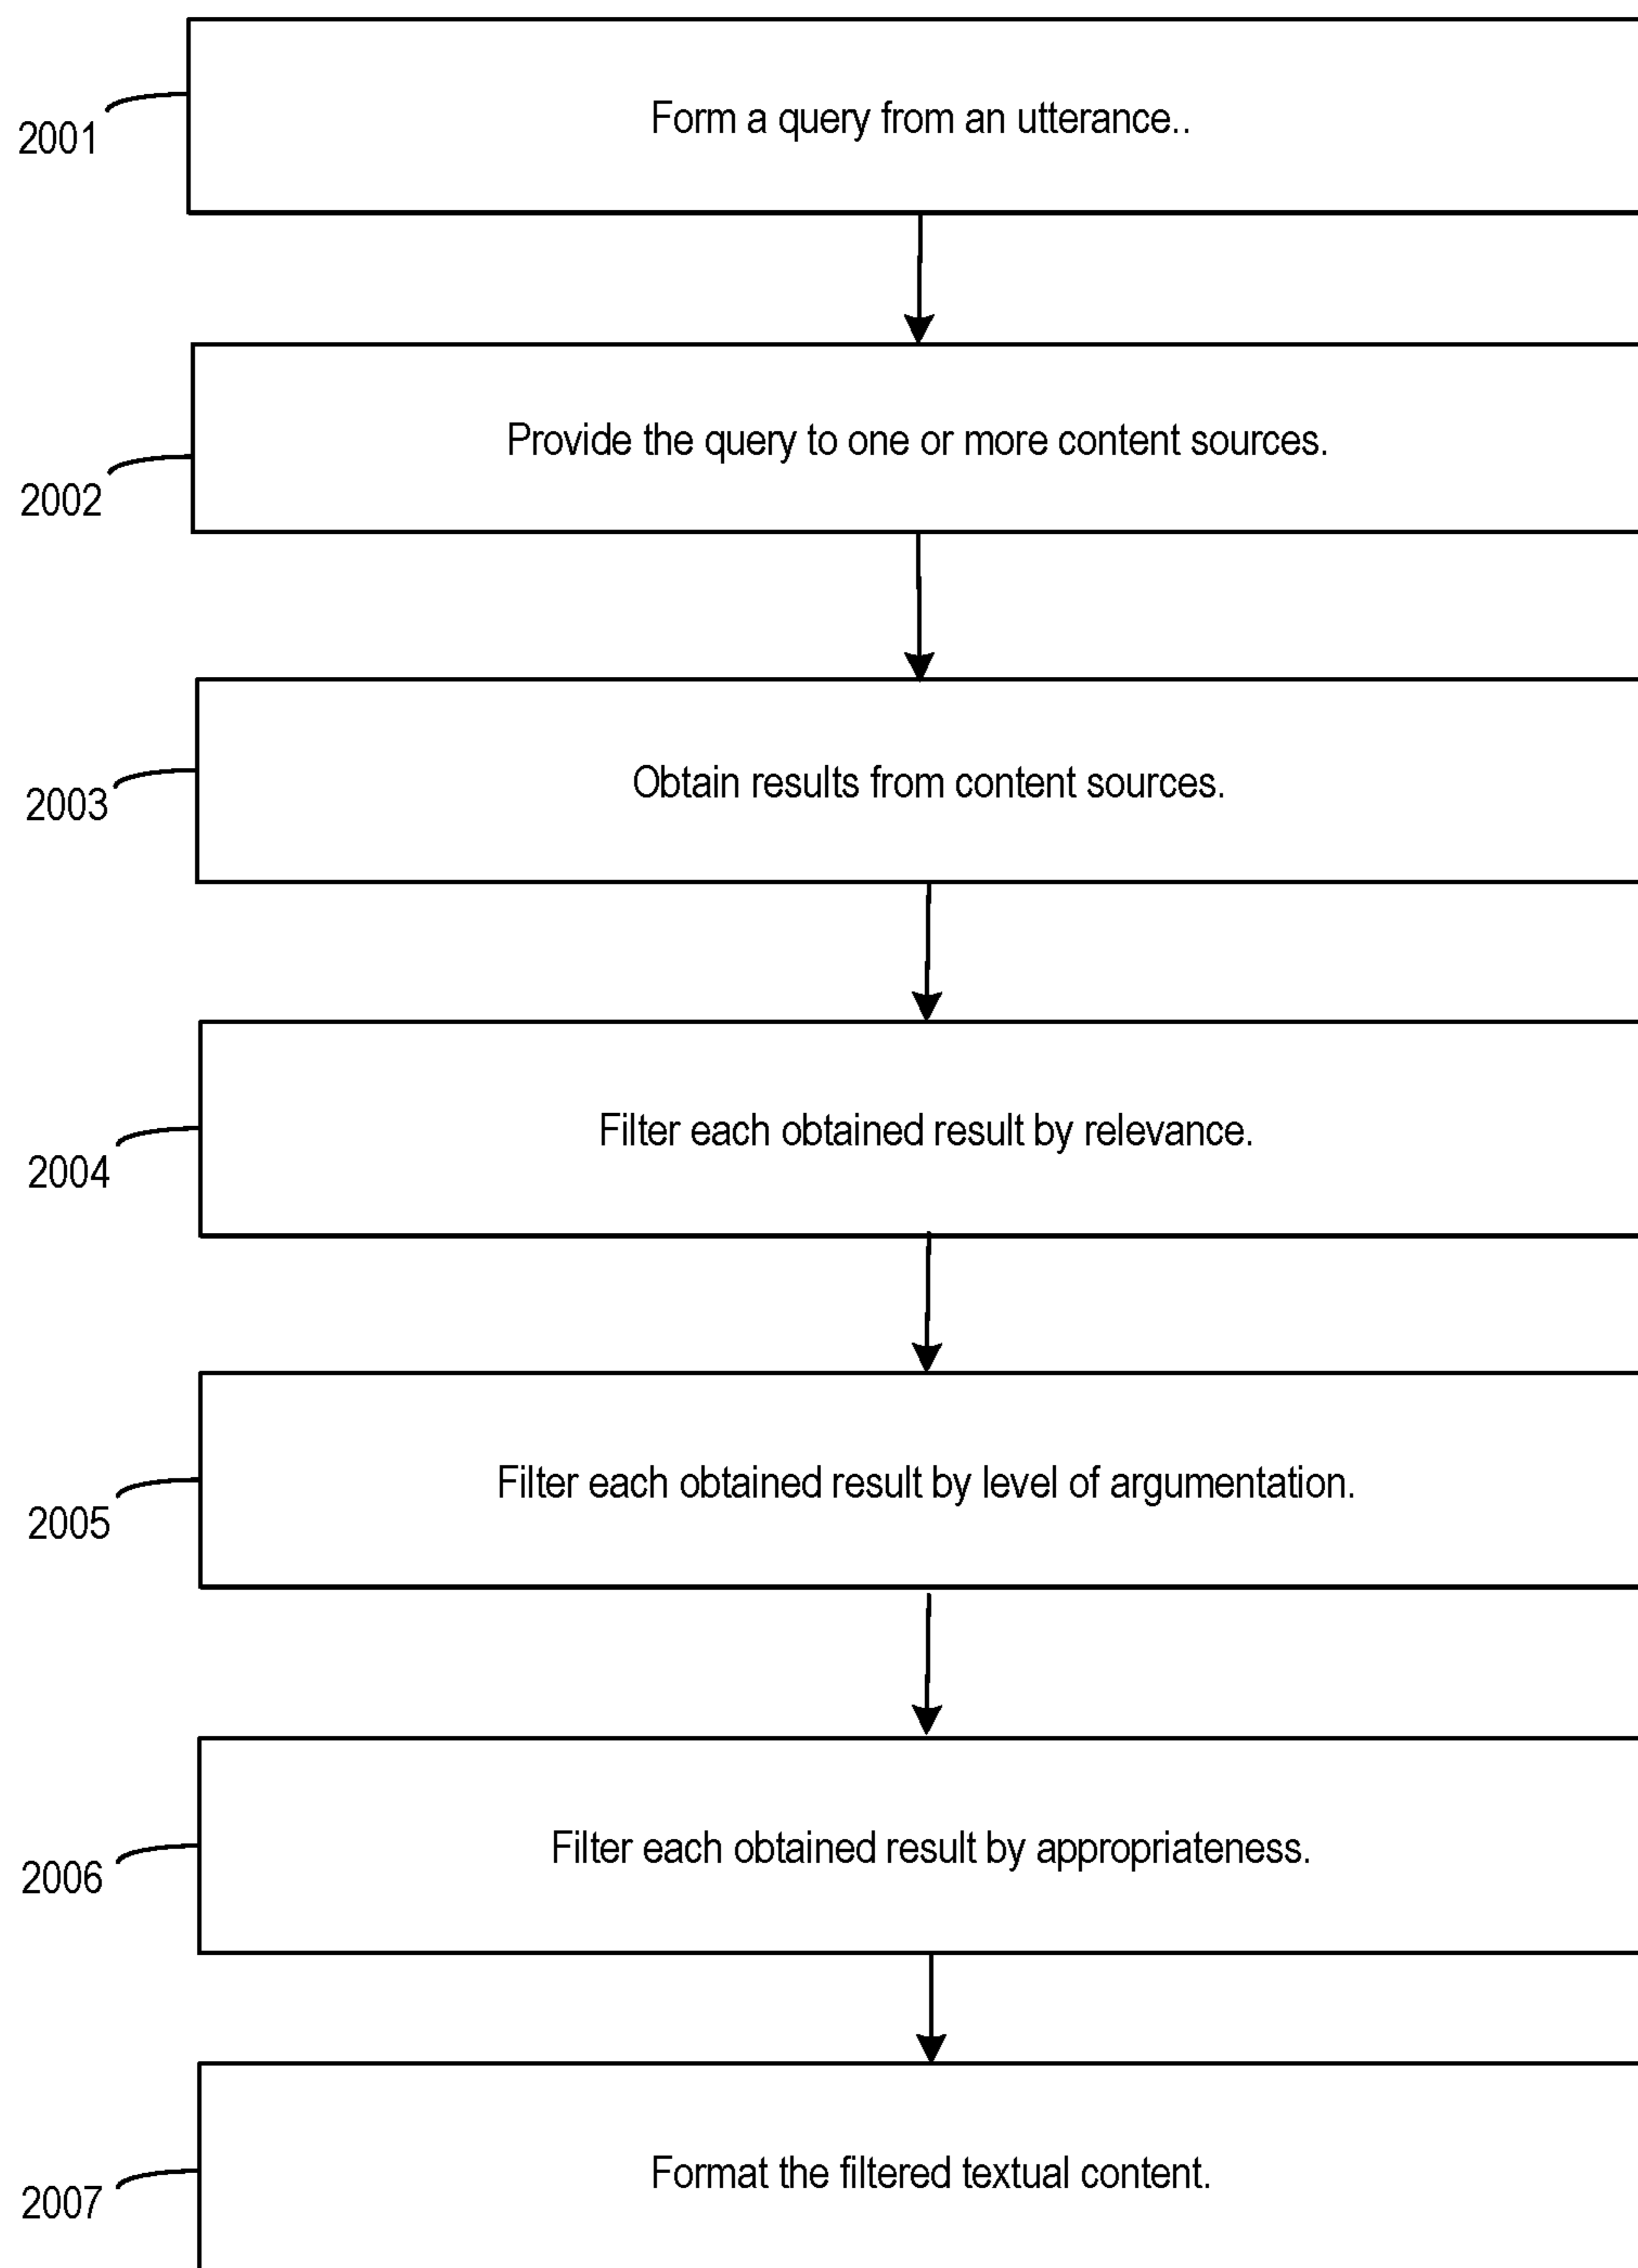 Form a query from an utterance..
2001
Provide the query to one or more content sources.
2002
Obtain results from content sources.
2003
Filter each obtained result by relevance.
2004
Filter each obtained result by level of argumentation.
2005
Filter each obtained result by appropriateness.
2006
Format the filtered textual content.
2007